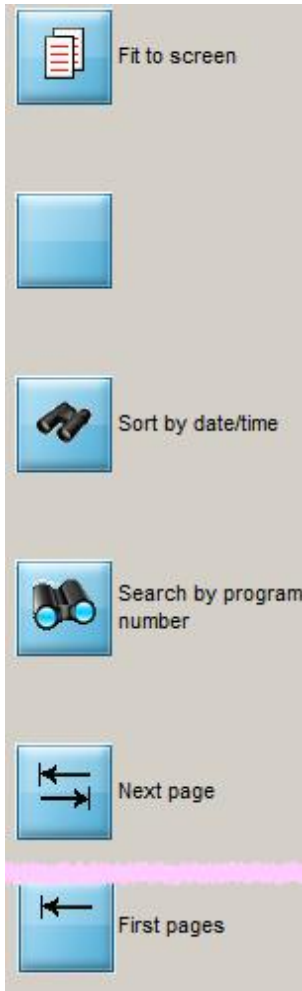 Fit to screen
Sort by date/time
Search by program
number
Next page
First pages